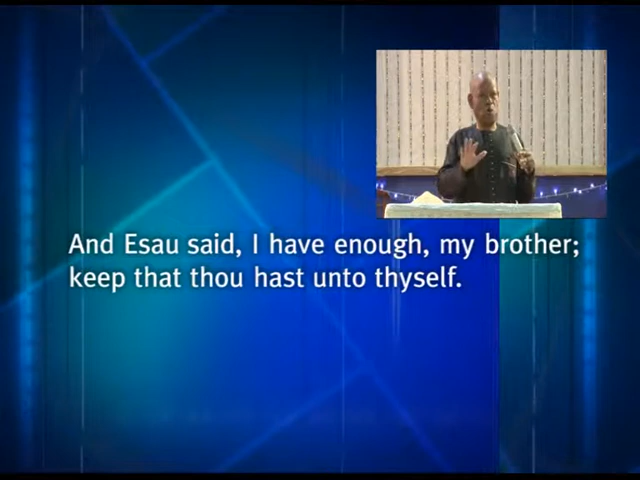 And Esau said, I have enough, my brother;
keep that thou hast unto thyself.